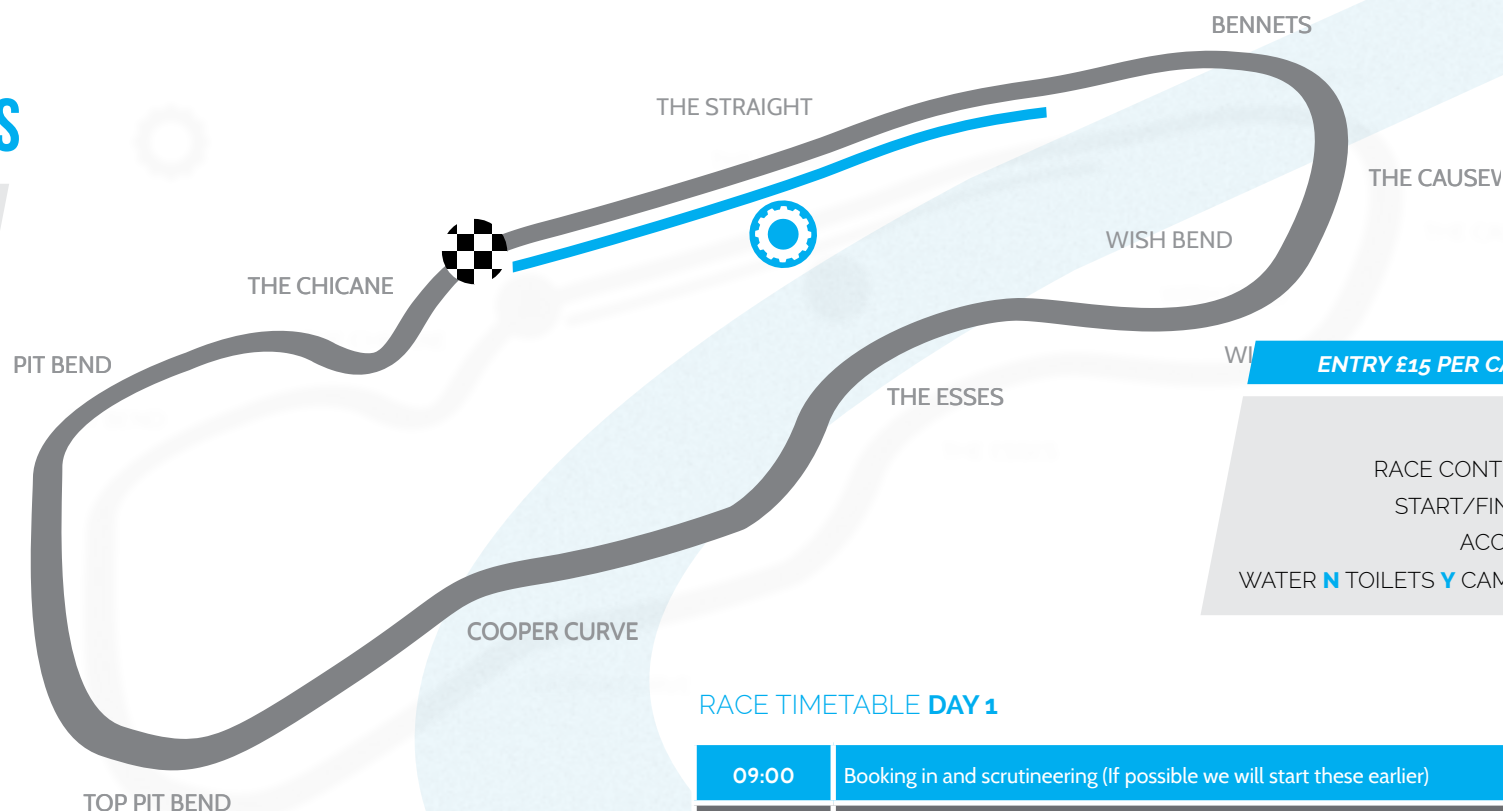 BENNETS
S
THE STRAIGHT
THE CAUSEW
WISH BEND
THE CHICANE
PIT BEND
WI
ENTRY £15 PER CA
THE ESSES
RACE CONT
START/FIN
ACC
WATER N TOILETS Y CAM
COOPER CURVE
RACE TIMETABLE DAY 1
09:00 Booking in and scrutineering (If possible we will start these earlier)
TOP PIT BEND